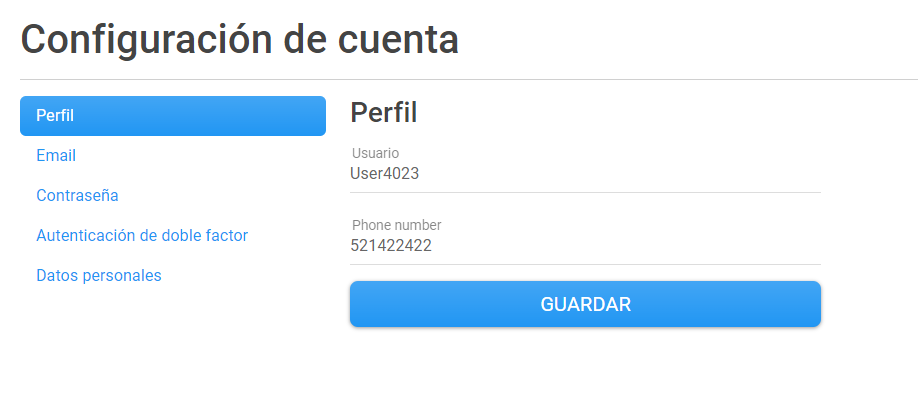 Configuración de cuenta
Perfil
Email
Contraseña
Autenticación de doble factor
Datos personales
Perfil
Usuario
User4023
Phone number
521422422
GUARDAR